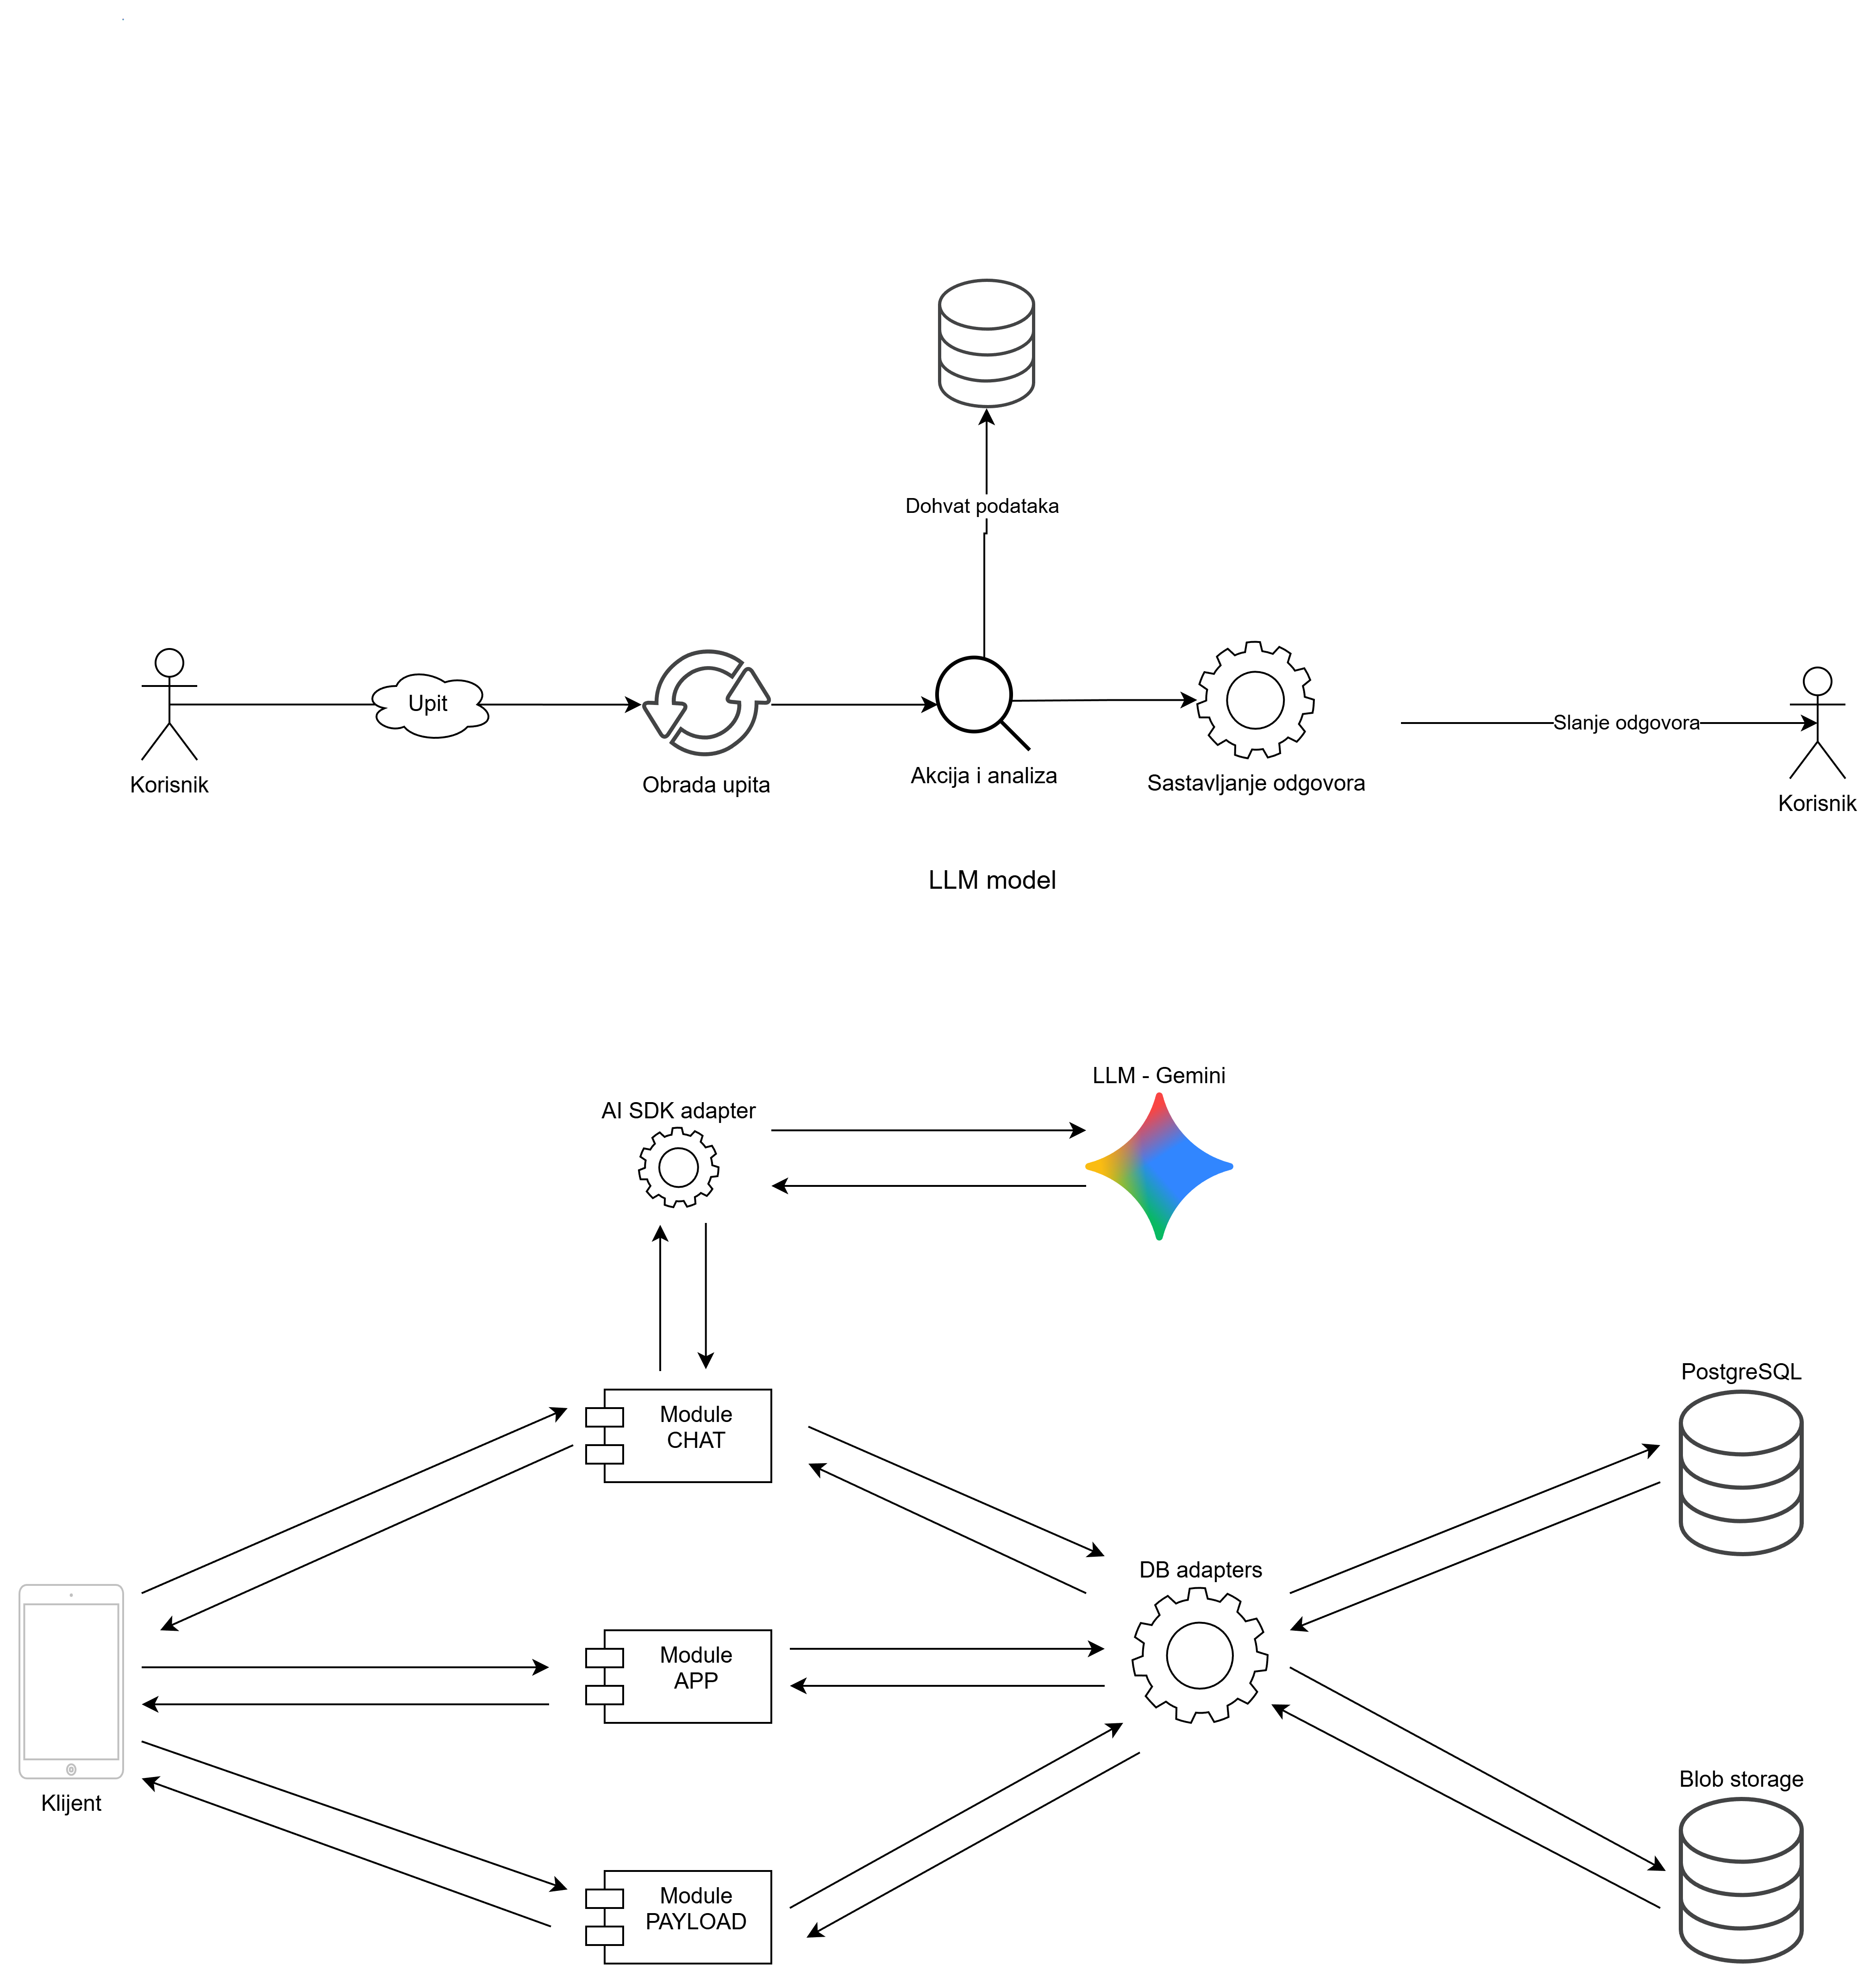 Dohvat podataka
Upit
Slanje odgovora
Korisnik
Obrada upita
Akcija i analiza
Sastavljanje odgovora
Korisnik
LLM model
LLM - Gemini
AI SDK adapter
PostgreSQL
Module
CHAT
DB adapters
Module
APP
Blob storage
Klijent
Module
PAYLOAD